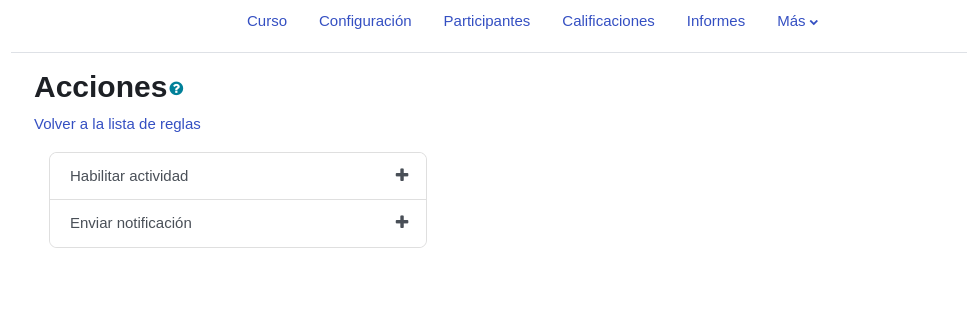 Curso Configuración Participantes Calificaciones Informes Más
Acciones
Volver a la lista de reglas
Habilitar actividad
Enviar notificación